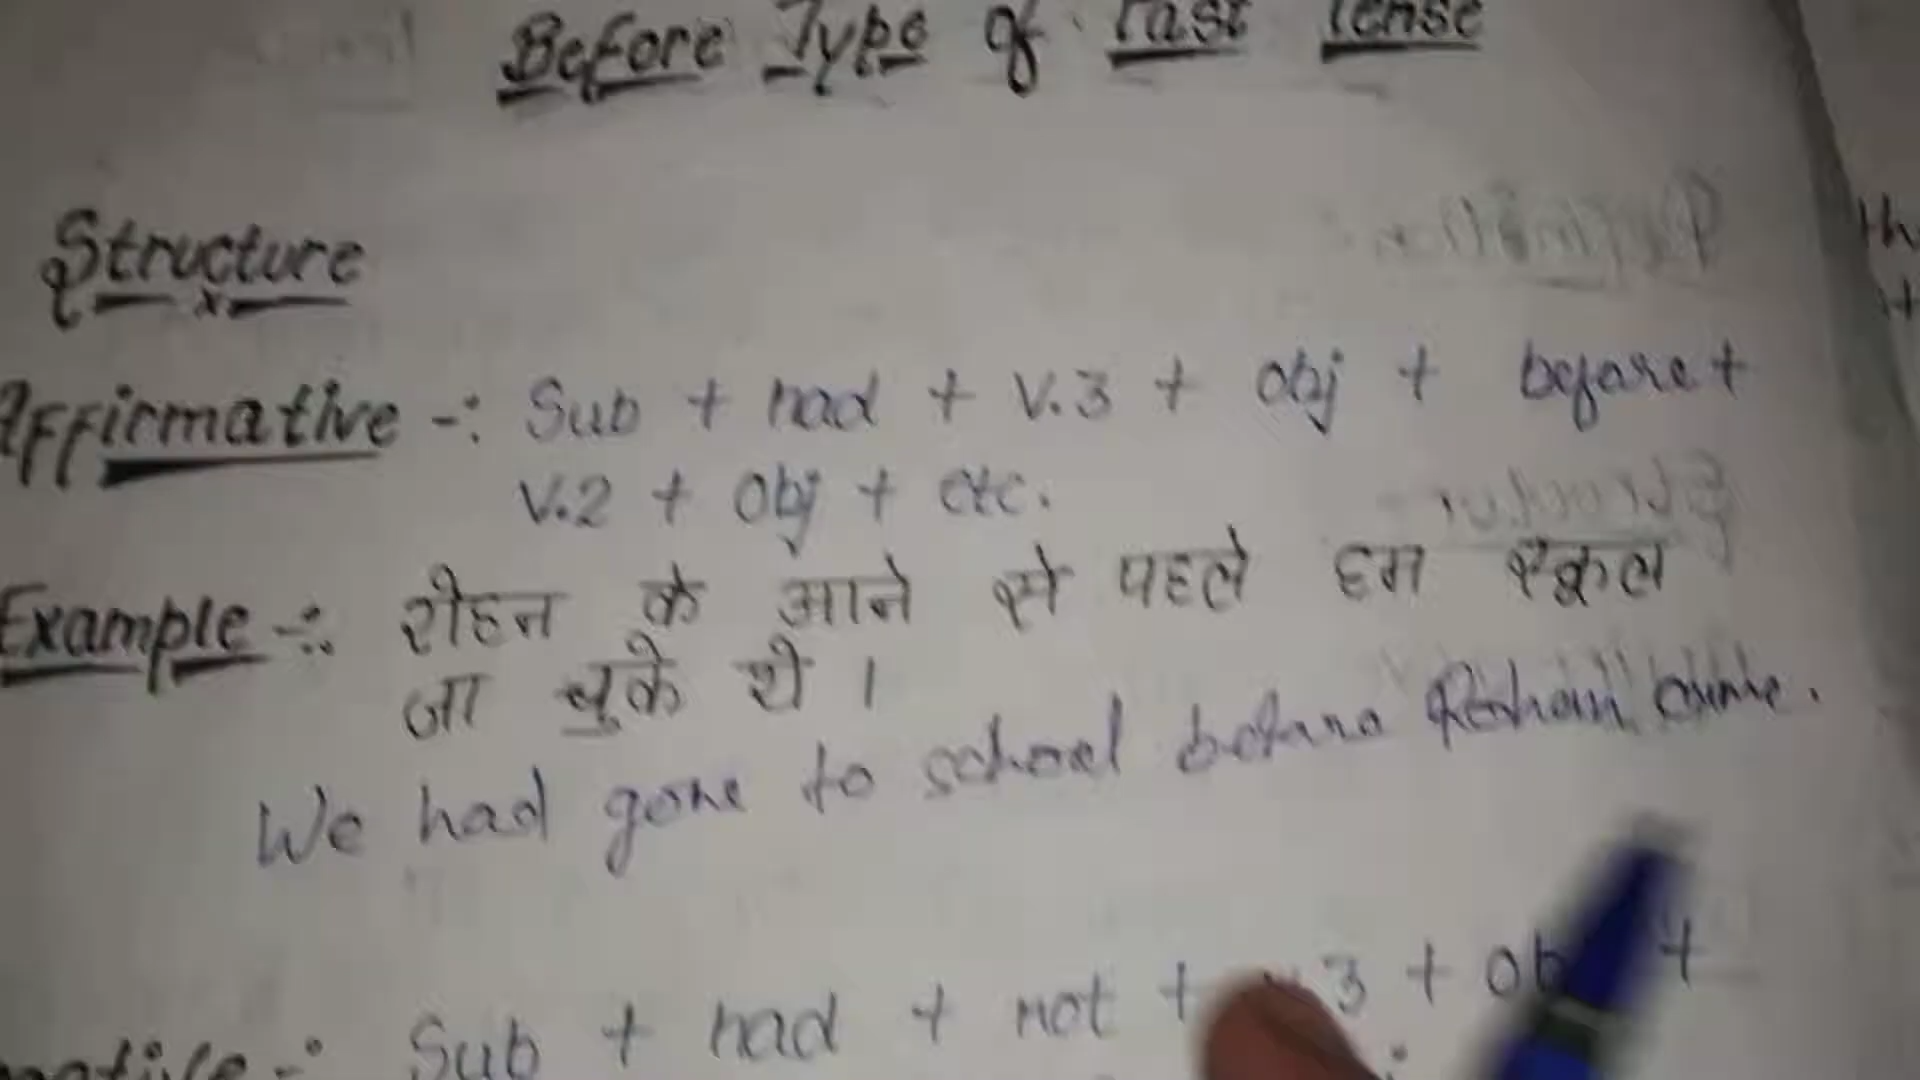 Before Type of Past Tense
Structure
Affirmative -: Sub + had + V.3 + obj + before +
V.2 + obj + etc.
Example -: रोहन के आने से पहले हम स्कूल
जा चुके थे ।
We had gone to school before Rohan came.
Sub + had + not + 3 + ob +